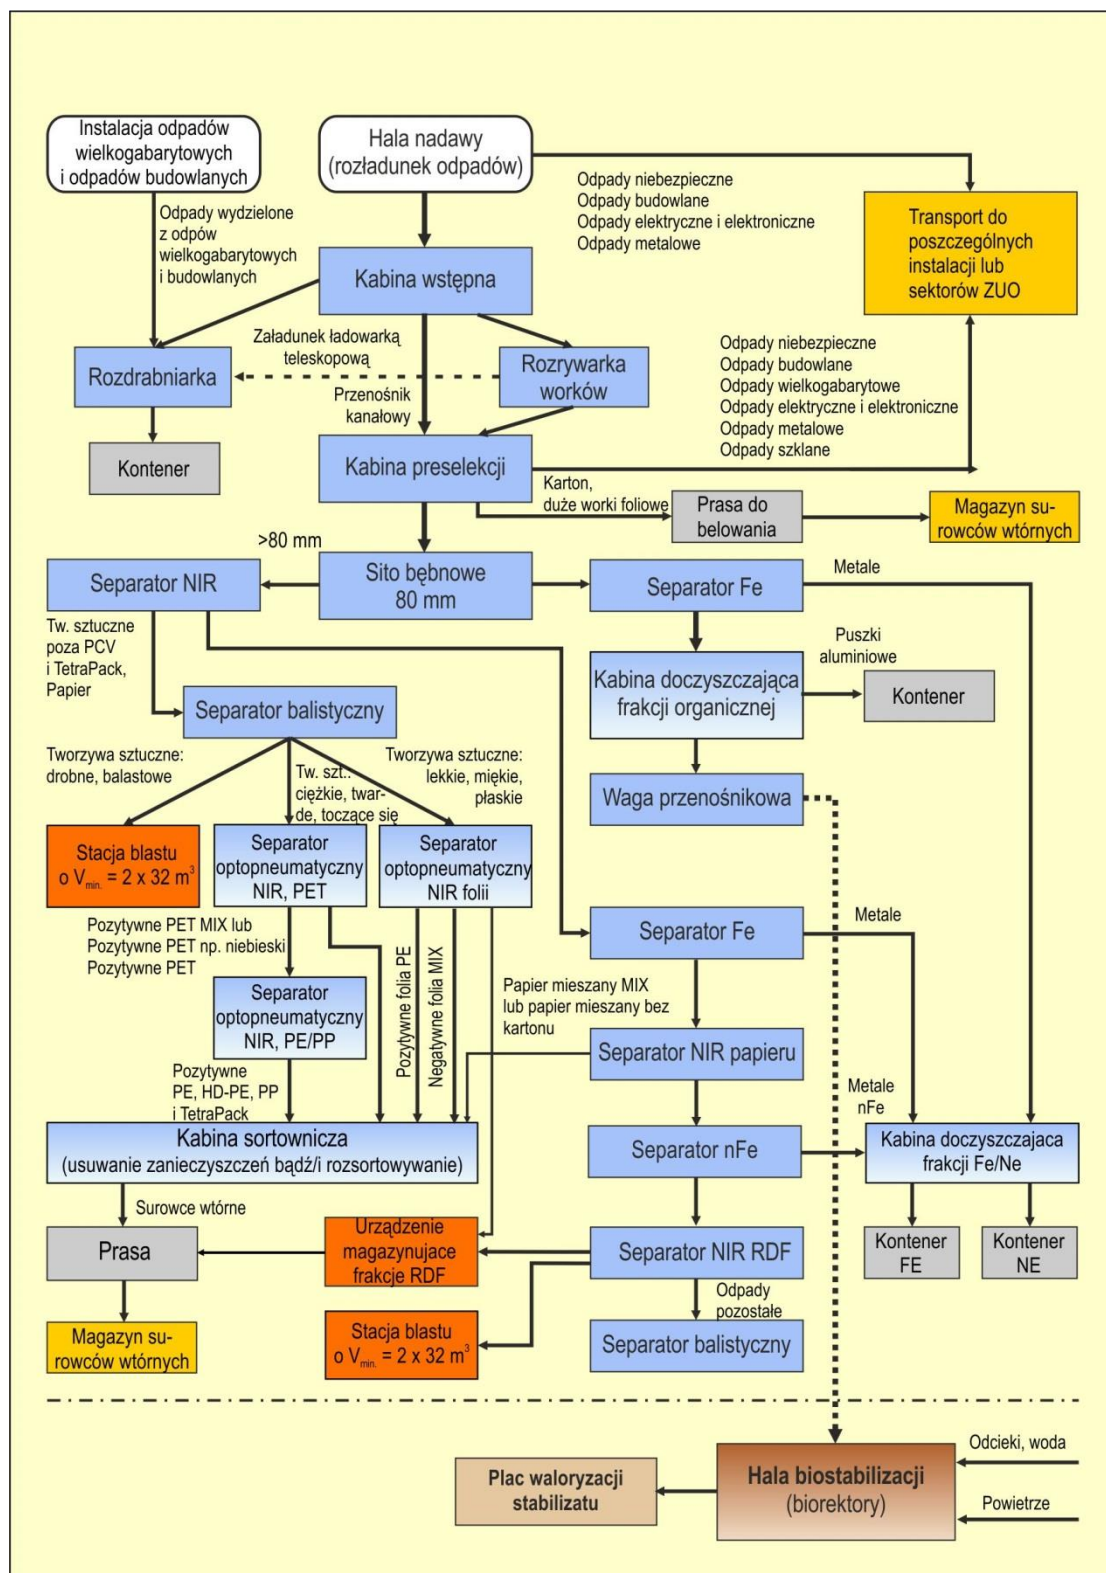 Instalacja odpadów
wielkogabarytowych
i odpadów budowlanych
Hala nadawy
(rozładunek odpadów)
Odpady niebezpieczne
Odpady budowlane
Odpady elektryczne i elektroniczne
Odpady metalowe
Transport do
poszczególnych
instalacji lub
sektorów ZUO
Odpady wydzielone
z odpów
wielkogabarytowych
i budowlanych
Kabina wstępna
Załadunek ładowarką
teleskopową
Rozdrabniarka
Rozrywarka
worków
Przenośnik
kanałowy
Odpady niebezpieczne
Odpady budowlane
Odpady wielkogabarytowe
Odpady elektryczne i elektroniczne
Odpady metalowe
Odpady szklane
Kontener
Kabina preselekcji
Karton,
duże worki foliowe
Prasa do
belowania
Magazyn su-
rowców wtórnych
>80 mm
Separator NIR
Sito bębnowe
80 mm
Separator Fe
Metale
Tw. sztuczne
poza PCV
i TetraPack,
Papier
Puszki
aluminiowe
Kabina doczyszczająca
frakcji organicznej
Kontener
Separator balistyczny
Tworzywa sztuczne:
drobne, balastowe
Tw. szt.:
ciężkie, twar-
de, toczące się
Tworzywa sztuczne:
lekkie, miękie,
płaskie
Waga przenośnikowa
Stacja blastu
o Vmin. = 2 x 32 m³
Separator
optopneumatyczny
NIR, PET
Separator
optopneumatyczny
NIR folii
Pozytywne PET MIX lub
Pozytywne PET np. niebieski
Pozytywne PET
Separator Fe
Metale
Separator
optopneumatyczny
NIR, PE/PP
Pozytywne folia PE
Negatywne folia MIX
Papier mieszany MIX
lub papier mieszany bez
kartonu
Separator NIR papieru
Pozytywne
PE, HD-PE, PP
i TetraPack
Metale
nFe
Kabina sortownicza
(usuwanie zanieczyszczeń bądź/i rozsortowywanie)
Separator nFe
Kabina doczyszczajaca
frakcji Fe/Ne
Surowce wtórne
Prasa
Urządzenie
magazynujace
frakcje RDF
Separator NIR RDF
Kontener
FE
Kontener
NE
Odpady
pozostałe
Magazyn su-
rowców wtórnych
Stacja blastu
o Vmin. = 2 x 32 m³
Separator balistyczny
Plac waloryzacji
stabilizatu
Hala biostabilizacji
(biorektory)
Odcieki, woda
Powietrze